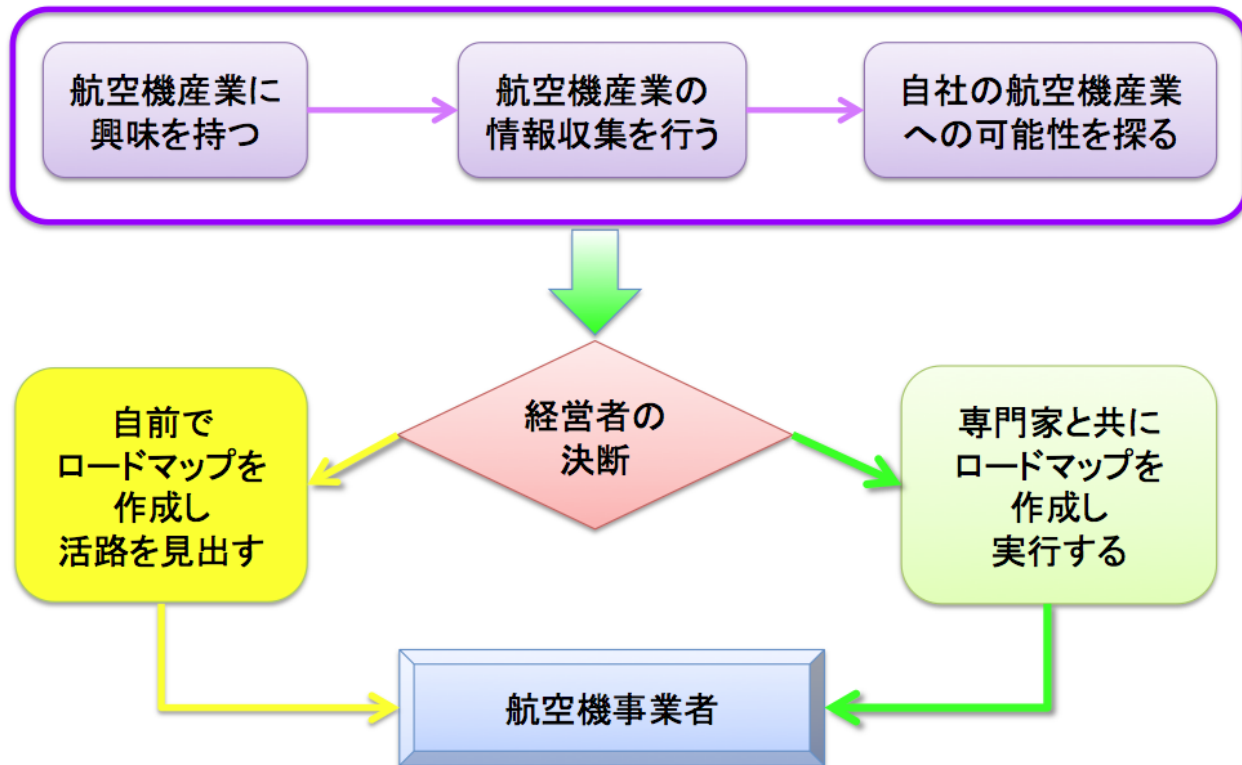 航空機産業に
興味を持つ
航空機産業の
情報収集を行う
自社の航空機産業
への可能性を探る
経営者の
決断
自前で
ロードマップを
作成し
活路を見出す
専門家と共に
ロードマップを
作成し
実行する
航空機事業者